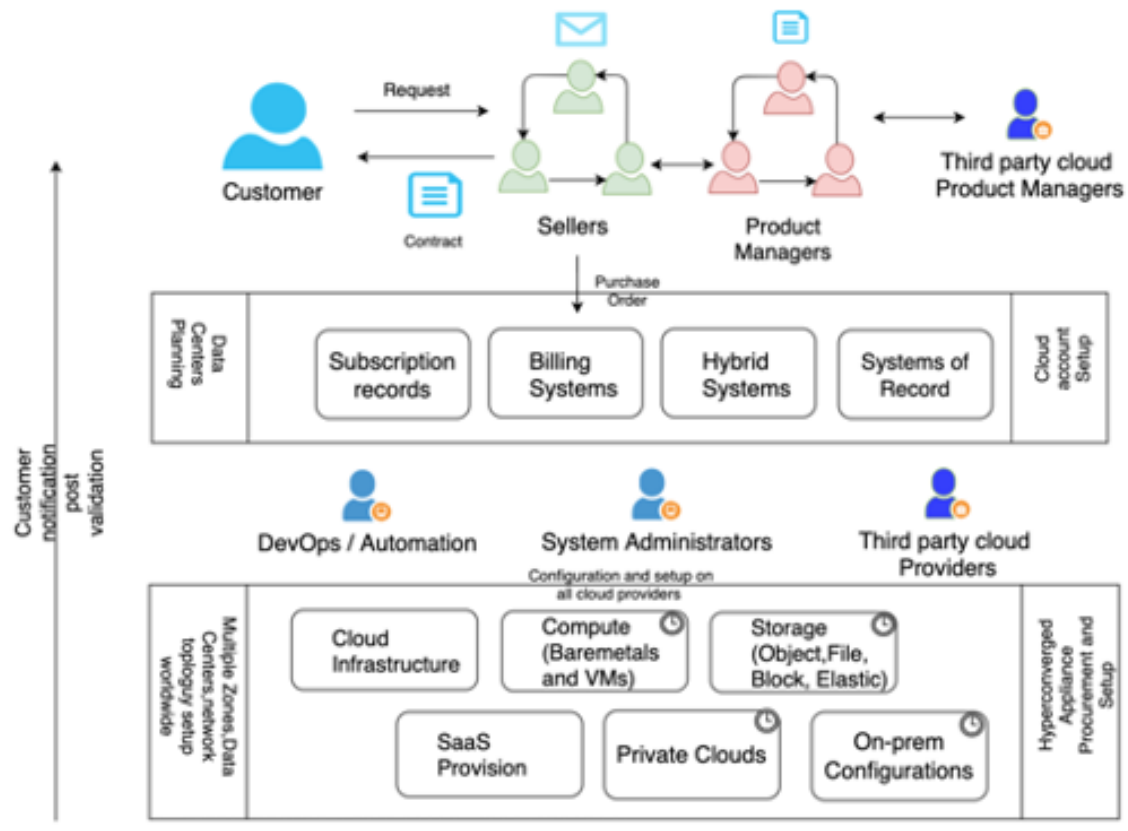 Request
Customer
Contract
Sellers
Product
Managers
Third party cloud
Product Managers
Purchase
Order
Data
Centers
Planning
Subscription
records
Billing
Systems
Hybrid
Systems
Systems of
Record
Cloud
account
Setup
Customer
notification
post
validation
DevOps / Automation
System Administrators
Third party cloud
Providers
Configuration and setup on
all cloud providers
Multiple Zones,Data
Centers,network
toploguy setup
worldwide
Cloud
Infrastructure
Compute
(Baremetals
and VMs)
Storage
(Object,File,
Block, Elastic)
SaaS
Provision
Private Clouds
On-prem
Configurations
Hyperconverged
Appliance
Procurement and
Setup